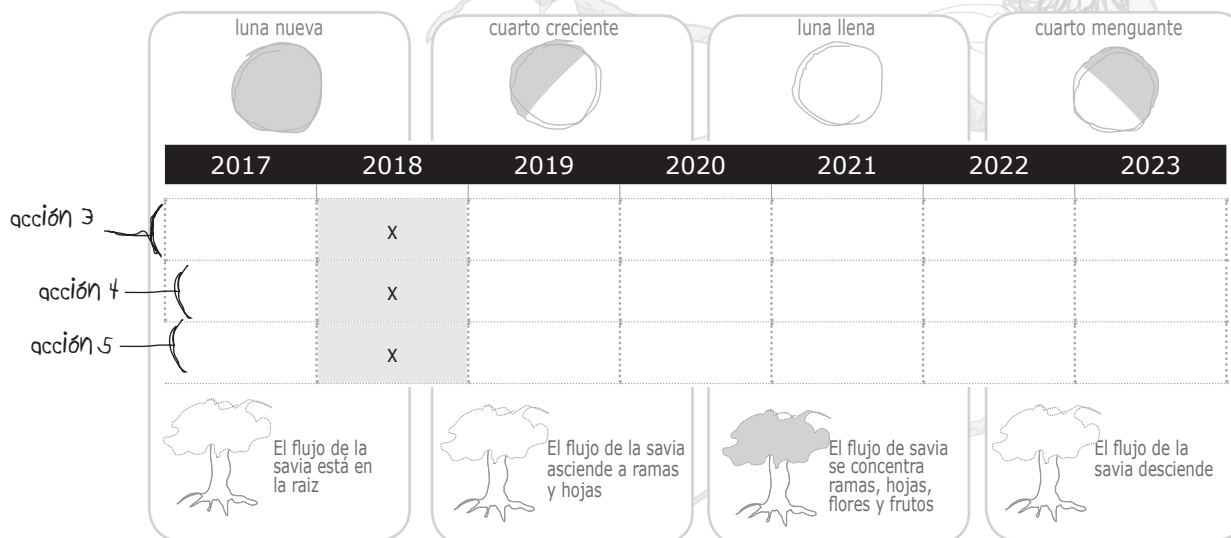 luna nueva
cuarto creciente
luna llena
cuarto menguante
2017 2018 2019 2020 2021 2022 2023
acción 3 x
acción 4 x
acción 5 x
El flujo de la
savia está en
la raiz
El flujo de la savia
asciende a ramas
y hojas
El flujo de savia
se concentra
ramas, hojas,
flores y frutos
El flujo de la
savia desciende